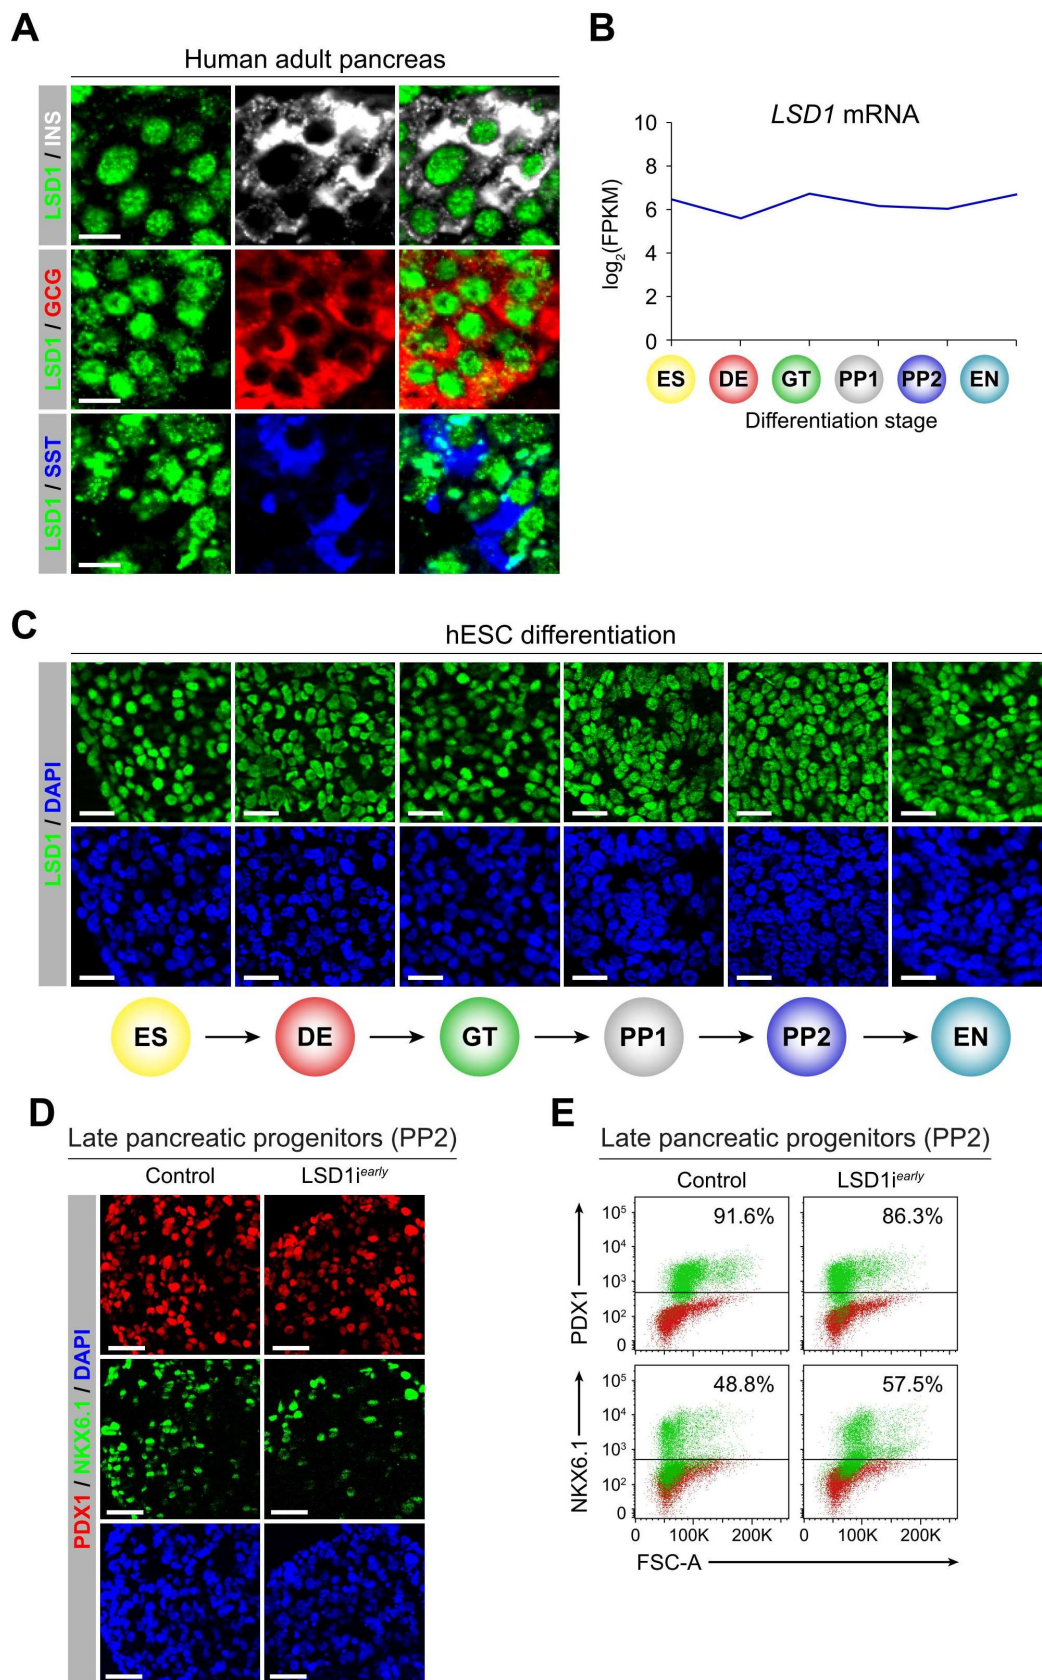 A
Human adult pancreas
LSD1 / INS
LSD1 / GCG
LSD1 / SST
B
LSD1 mRNA
log2(FPKM)
10
8
6
4
2
0
ES DE GT PP1 PP2 EN
Differentiation stage
C
hESC differentiation
LSD1 / DAPI
ES DE GT PP1 PP2 EN
D
Late pancreatic progenitors (PP2)
Control LSD1i^early
PDX1 / NKX6.1 / DAPI
E
Late pancreatic progenitors (PP2)
Control LSD1i^early
PDX1
10^5
10^4
10^3
10^2
0
91.6% 86.3%
NKX6.1
10^5
10^4
10^3
10^2
0
48.8% 57.5%
0 100K 200K 0 100K 200K
FSC-A